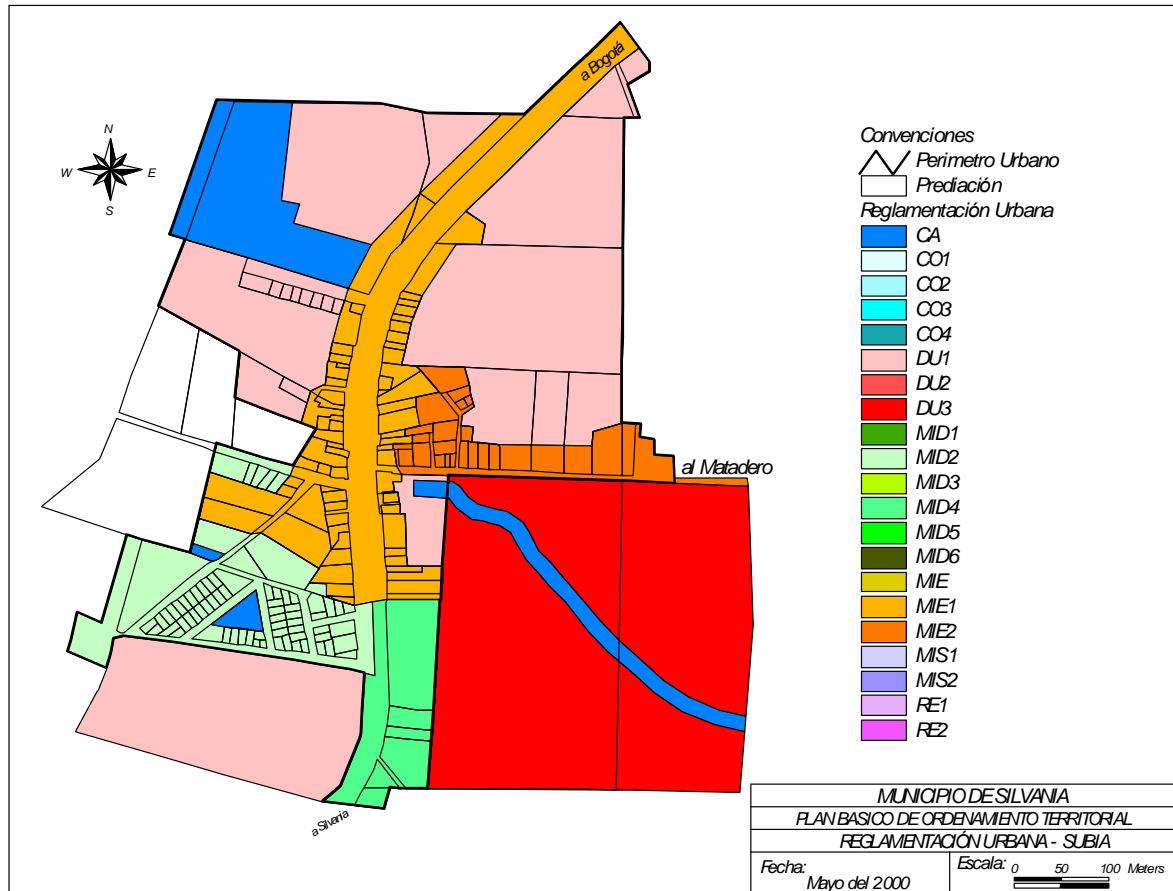 a Bogotá
N
W E
S
al Matadero
a Silvania
Convenciones
Perimetro Urbano
Prediación
Reglamentación Urbana
CA
CO1
CO2
CO3
CO4
DU1
DU2
DU3
MID1
MID2
MID3
MID4
MID5
MID6
MIE
MIE1
MIE2
MIS1
MIS2
RE1
RE2
MUNICIPIO DE SILVANIA
PLAN BASICO DE ORDENAMIENTO TERRITORIAL
REGLAMENTACIÓN URBANA - SUBIA
Fecha:
Mayo del 2000
Escala: 0 50 100 Meters